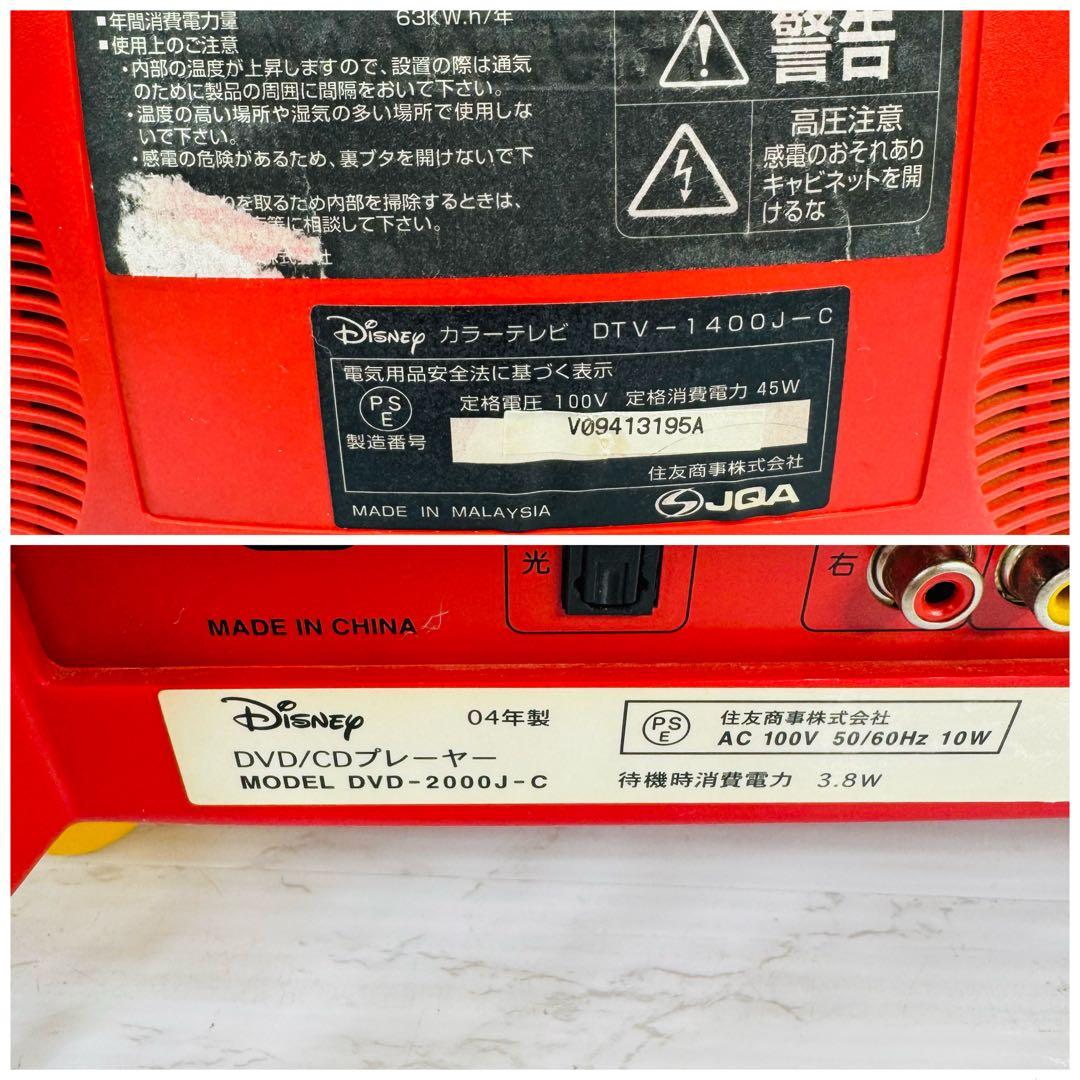 ■年間消費電力量 63KW.h/年
■使用上のご注意
・内部の温度が上昇しますので、設置の際は通気
のために製品の周囲に間隔をおいて下さい。
・温度の高い場所や湿気の多い場所で使用しな
いで下さい。
・感電の危険があるため、裏ブタを開けないで下
りを取るため内部を掃除するときは、
等に相談して下さい。
株式会社
警告
高圧注意
感電のおそれあり
キャビネットを開
けるな
Disney カラーテレビ DTV-1400J-C
電気用品安全法に基づく表示
PSE 定格電圧 100V 定格消費電力 45W
製造番号 V09413195A
住友商事株式会社
MADE IN MALAYSIA JQA
光
右
MADE IN CHINA
Disney 04年製
DVD/CDプレーヤー
MODEL DVD-2000J-C
PSE 住友商事株式会社
AC 100V 50/60Hz 10W
待機時消費電力 3.8W